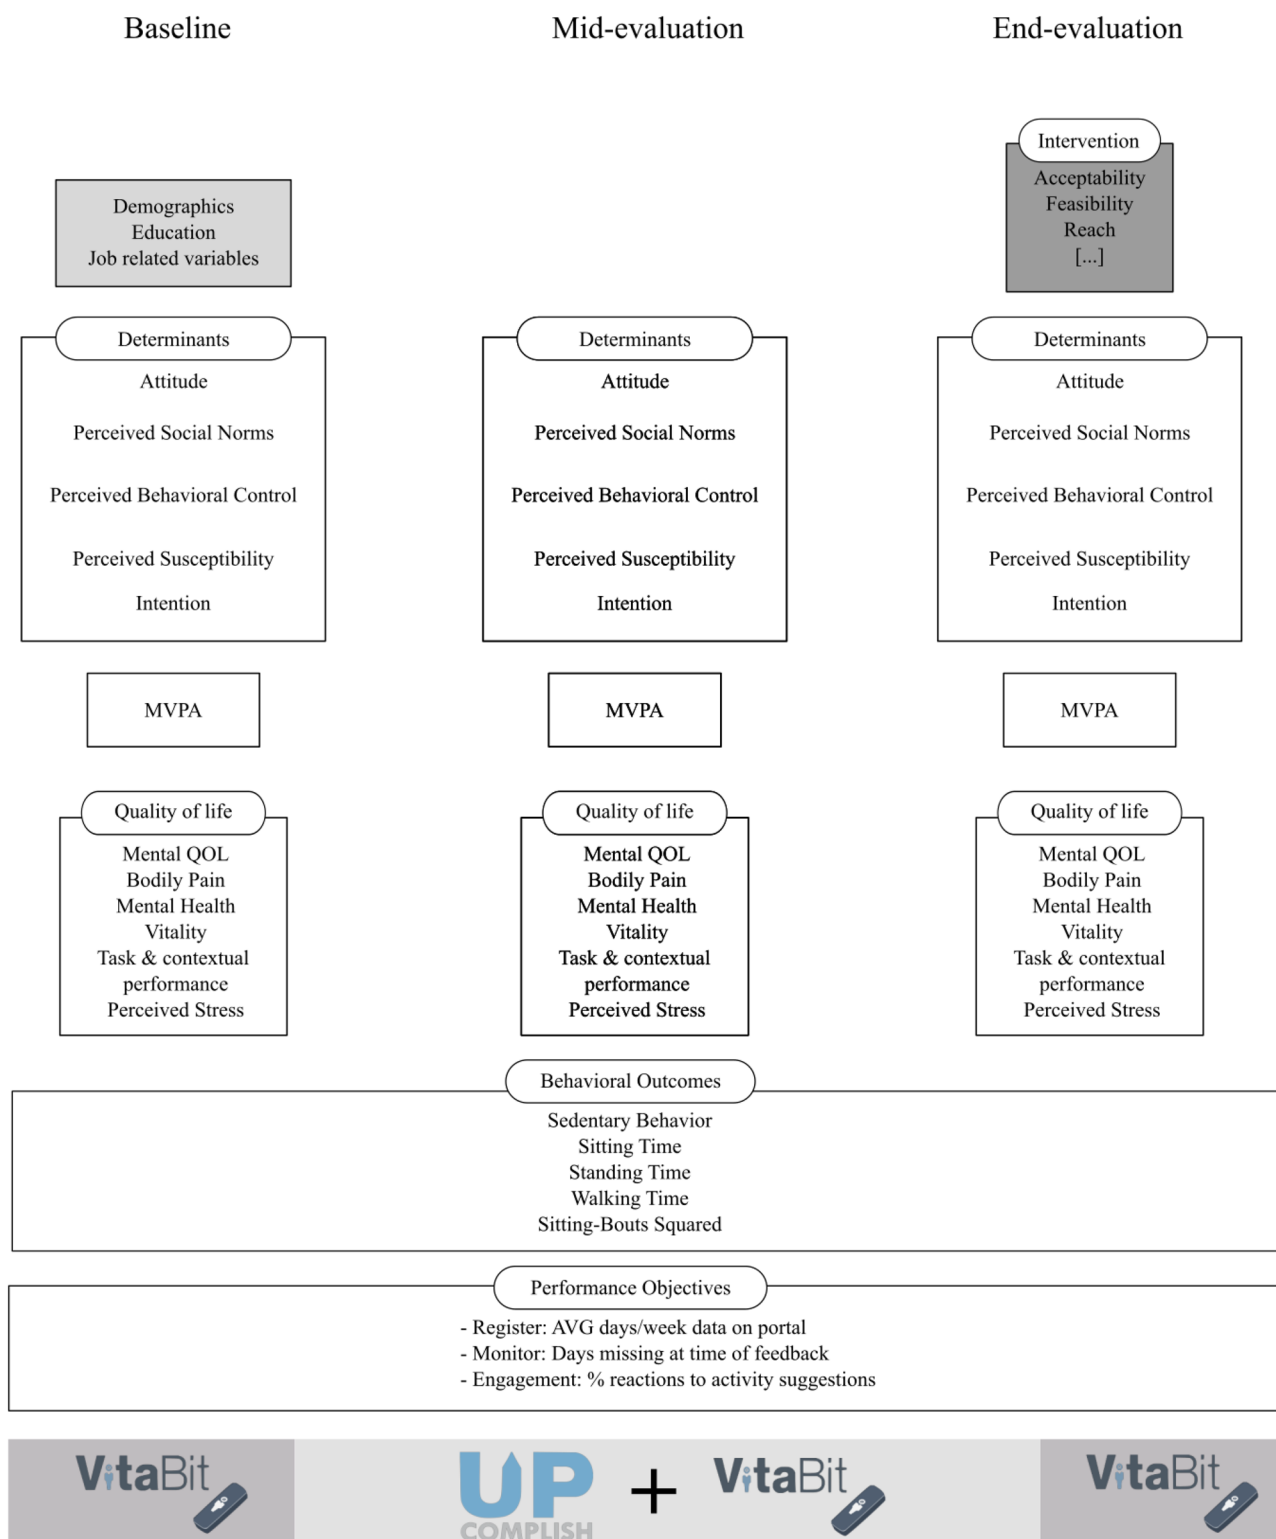 Baseline
Mid-evaluation
End-evaluation
Intervention
Acceptability
Feasibility
Reach
[...]
Demographics
Education
Job related variables
Determinants
Attitude
Perceived Social Norms
Perceived Behavioral Control
Perceived Susceptibility
Intention
Determinants
Attitude
Perceived Social Norms
Perceived Behavioral Control
Perceived Susceptibility
Intention
Determinants
Attitude
Perceived Social Norms
Perceived Behavioral Control
Perceived Susceptibility
Intention
MVPA
MVPA
MVPA
Quality of life
Mental QOL
Bodily Pain
Mental Health
Vitality
Task & contextual
performance
Perceived Stress
Quality of life
Mental QOL
Bodily Pain
Mental Health
Vitality
Task & contextual
performance
Perceived Stress
Quality of life
Mental QOL
Bodily Pain
Mental Health
Vitality
Task & contextual
performance
Perceived Stress
Behavioral Outcomes
Sedentary Behavior
Sitting Time
Standing Time
Walking Time
Sitting-Bouts Squared
Performance Objectives
- Register: AVG days/week data on portal
- Monitor: Days missing at time of feedback
- Engagement: % reactions to activity suggestions
VitaBit
UP
COMPLISH
+
VitaBit
VitaBit